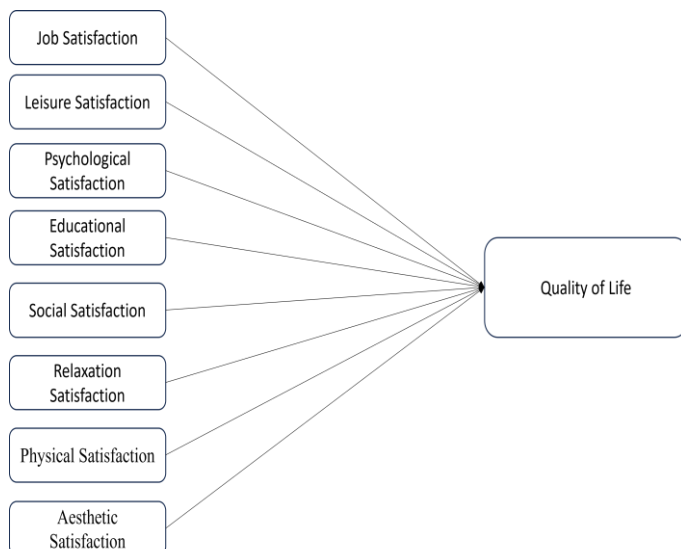 Job Satisfaction
Leisure Satisfaction
Psychological
Satisfaction
Educational
Satisfaction
Social Satisfaction
Relaxation
Satisfaction
Physical Satisfaction
Aesthetic
Satisfaction
Quality of Life